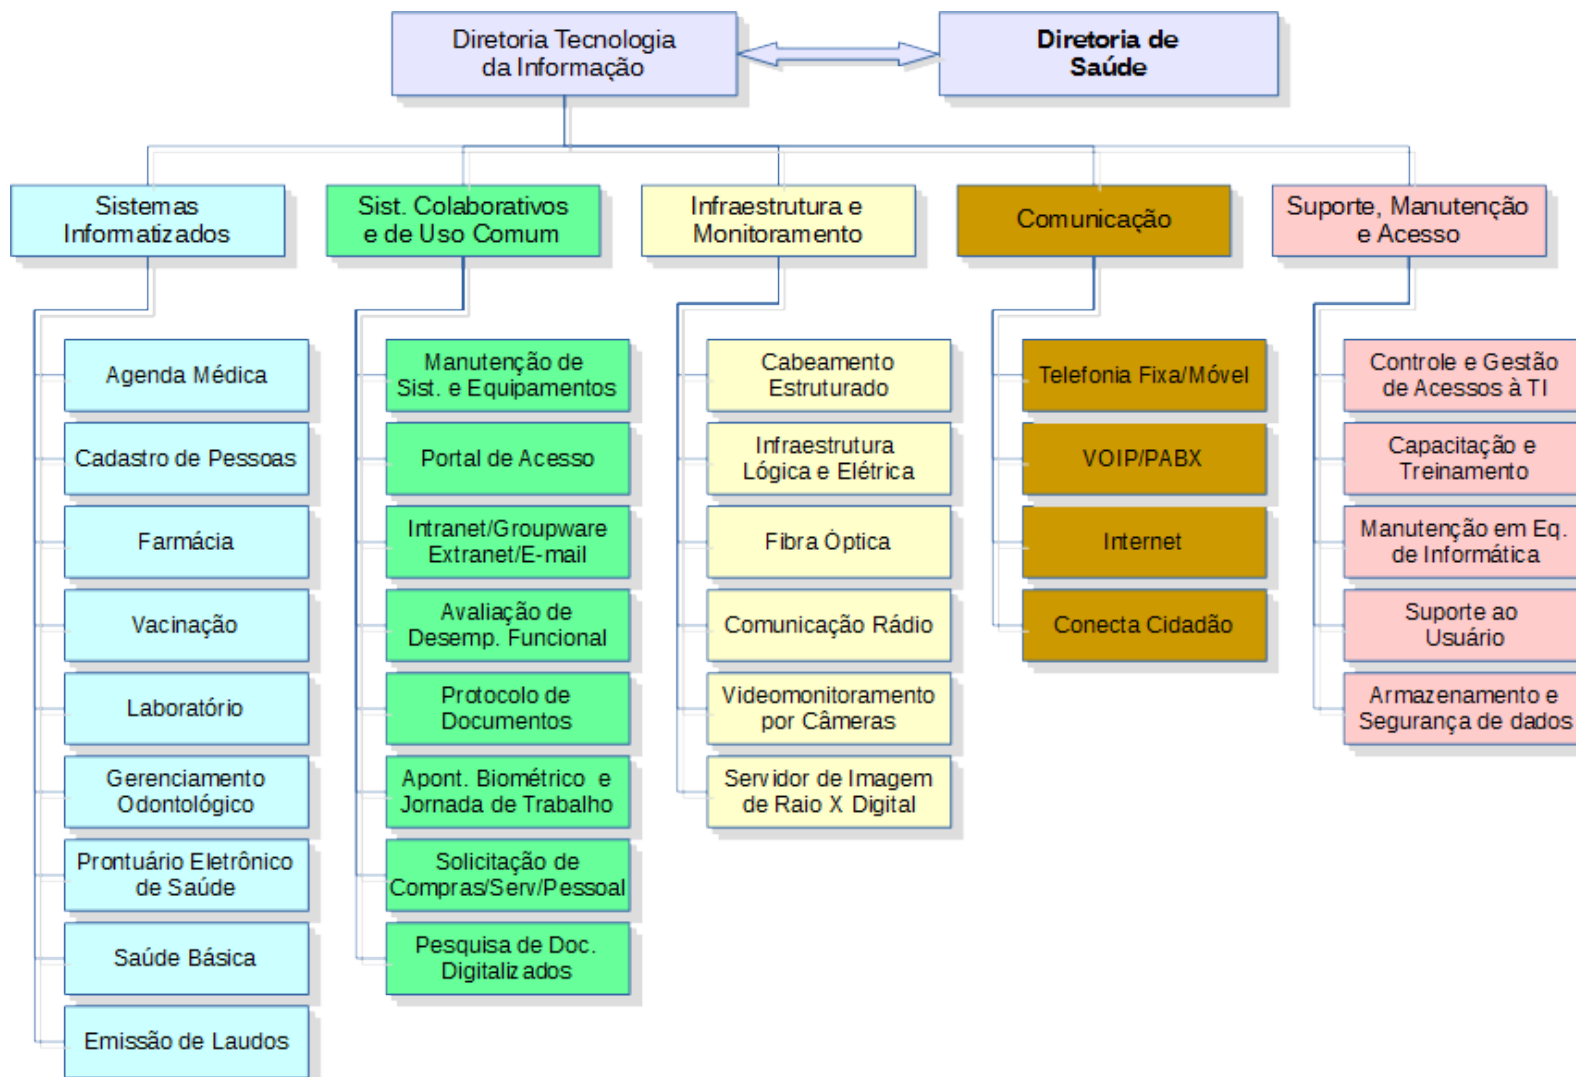 Diretoria Tecnologia
da Informação
Diretoria de
Saúde
Sistemas
Informatizados
Sist. Colaborativos
e de Uso Comum
Infraestrutura e
Monitoramento
Comunicação
Suporte, Manutenção
e Acesso
Agenda Médica
Cadastro de Pessoas
Farmácia
Vacinação
Laboratório
Gerenciamento
Odontológico
Prontuário Eletrônico
de Saúde
Saúde Básica
Emissão de Laudos
Manutenção de
Sist. e Equipamentos
Portal de Acesso
Intranet/Groupware
Extranet/E-mail
Avaliação de
Desemp. Funcional
Protocolo de
Documentos
Apont. Biométrico e
Jornada de Trabalho
Solicitação de
Compras/Serv/Pessoal
Pesquisa de Doc.
Digitalizados
Cabeamento
Estruturado
Infraestrutura
Lógica e Elétrica
Fibra Óptica
Comunicação Rádio
Videomonitoramento
por Câmeras
Servidor de Imagem
de Raio X Digital
Telefonia Fixa/Móvel
VOIP/PABX
Internet
Conecta Cidadão
Controle e Gestão
de Acessos à TI
Capacitação e
Treinamento
Manutenção em Eq.
de Informática
Suporte ao
Usuário
Armazenamento e
Segurança de dados